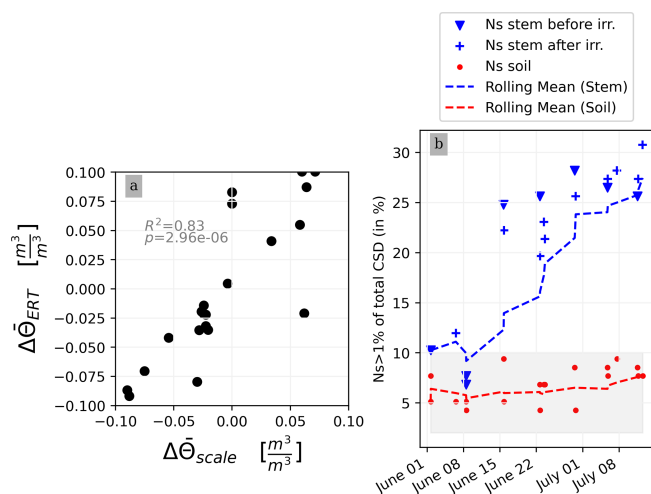 Ns stem before irr.
Ns stem after irr.
Ns soil
Rolling Mean (Stem)
Rolling Mean (Soil)
a
R²=0.83
p=2.96e-06
0.100
0.075
0.050
0.025
0.000
−0.025
−0.050
−0.075
−0.100
ΔΘ̄ERT [m³/m³]
−0.10 −0.05 0.00 0.05 0.10
ΔΘ̄scale [m³/m³]
b
30
25
20
15
10
5
Ns>1% of total CSD (in %)
June 01
June 08
June 15
June 22
July 01
July 08